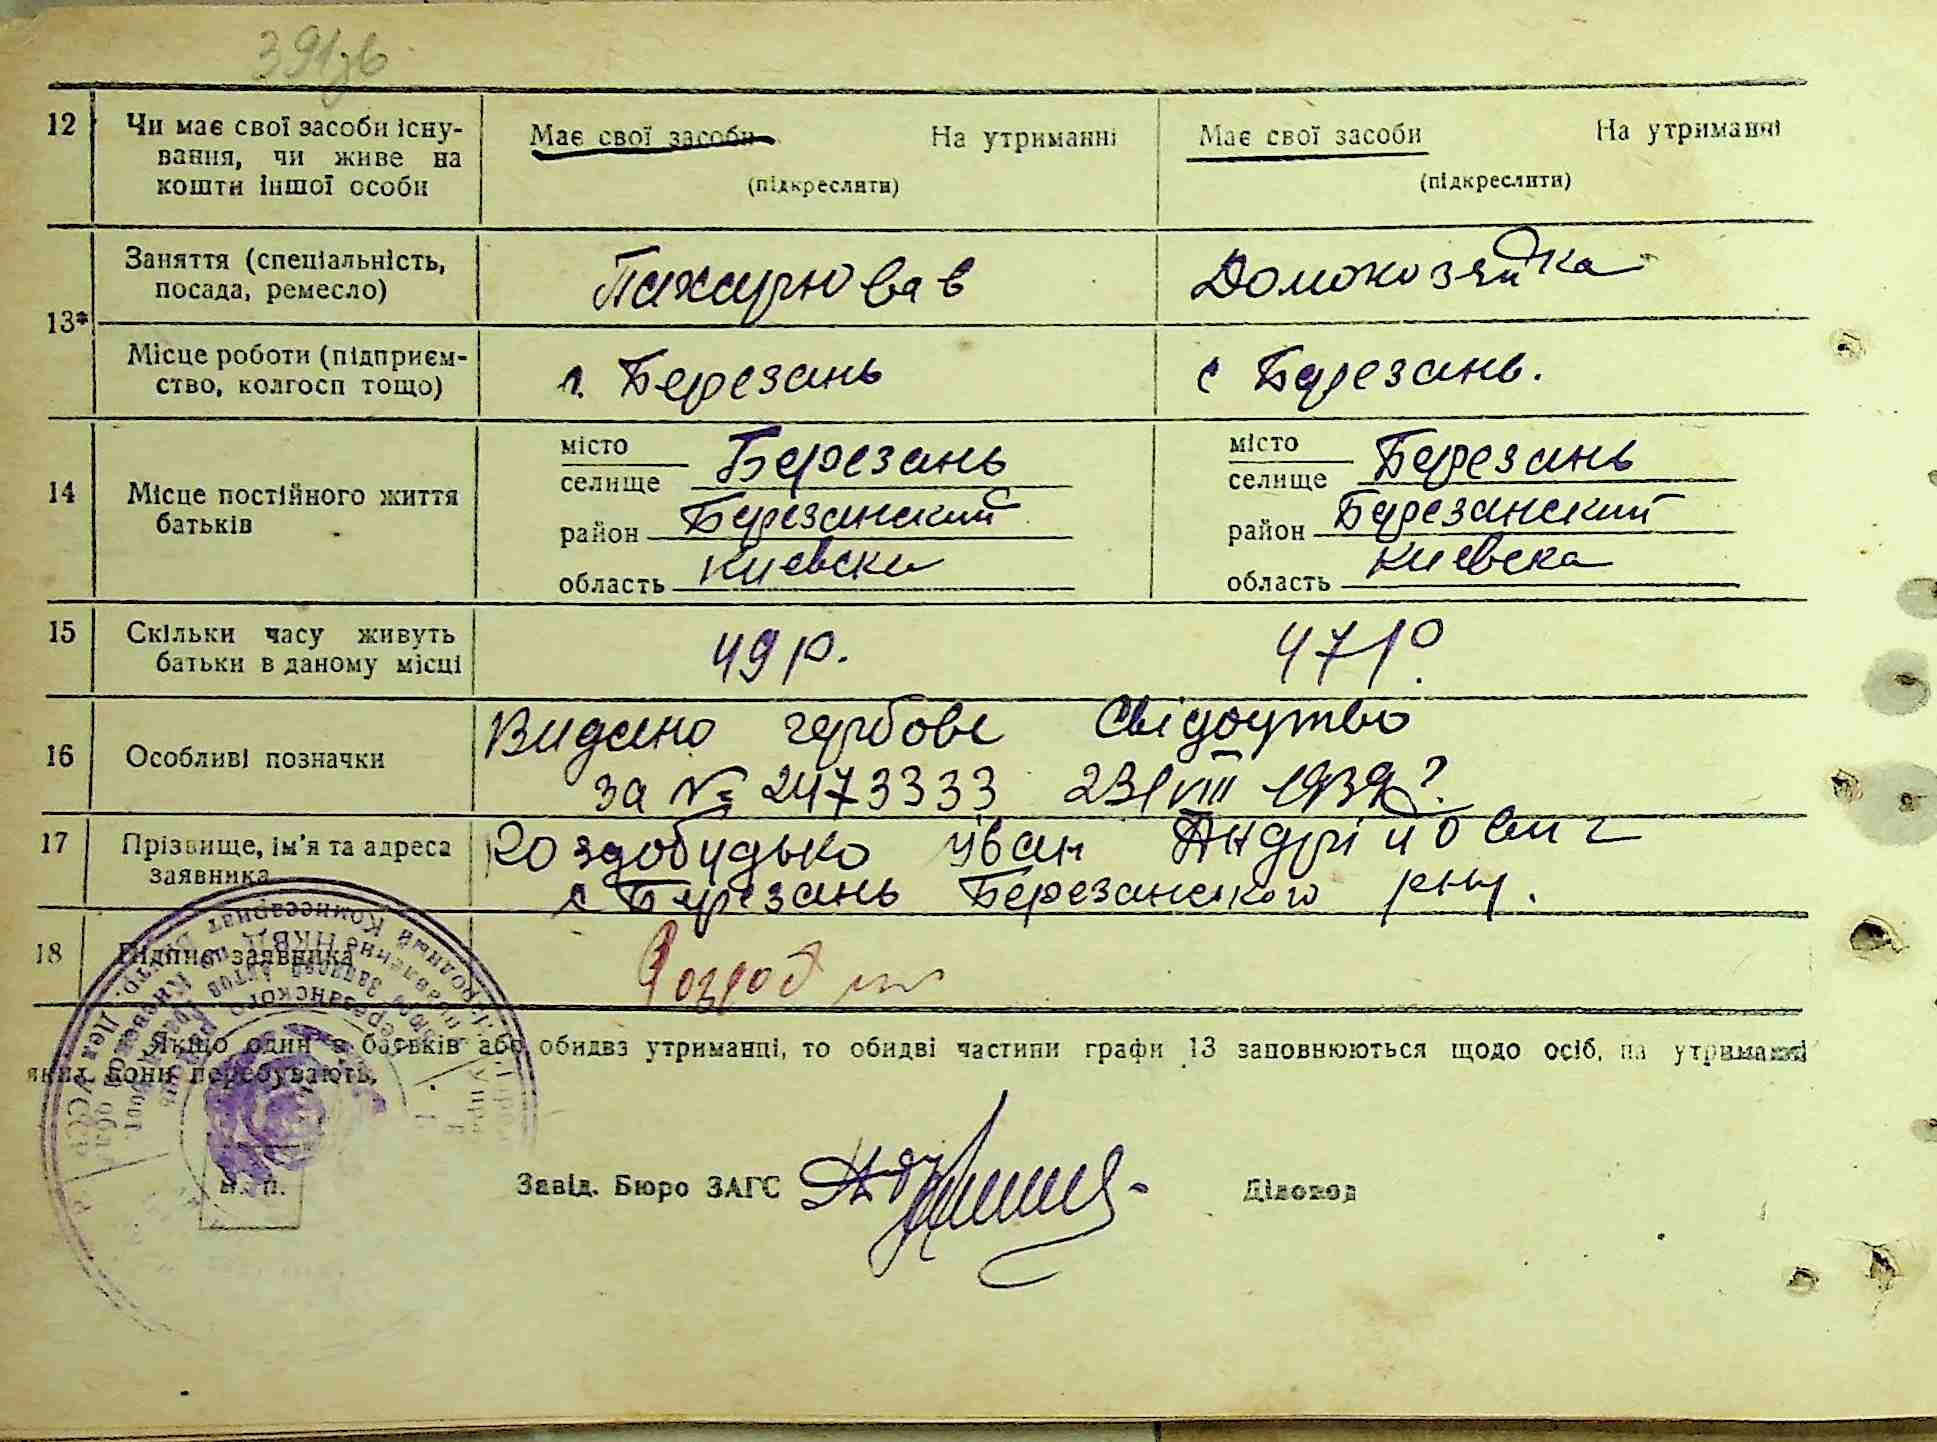 391зв
12 Чи має свої засоби існу-
вання, чи живе на
кошти іншої особи
Має свої засоби На утриманні
(підкреслити)
Має свої засоби На утриманні
(підкреслити)
13*
Заняття (спеціальність,
посада, ремесло)
Пахарював
Домохозяйка
Місце роботи (підприєм-
ство, колгосп тощо)
с. Березань
с Березань.
14 Місце постійного життя
батьків
місто
селище Березань
район Березанский
область Киевска
місто
селище Березань
район Березанский
область Киевска
15 Скільки часу живуть
батьки в даному місці
49 р.
47 р.
16 Особливі позначки
Видано гербове свідоцтво
за № 2473333 23/VIII 1939 р.
17 Прізвище, ім'я та адреса
заявника
Роздобудько Іван Андрійович
с Березань Березанського р-ну.
18 Підпис заявника
Якщо один з батьків або обидва утриманці, то обидві частини графи 13 заповнюються щодо осіб, на утриманні
яких вони перебувають.
М. П.
Завід. Бюро ЗАГС
Діловод